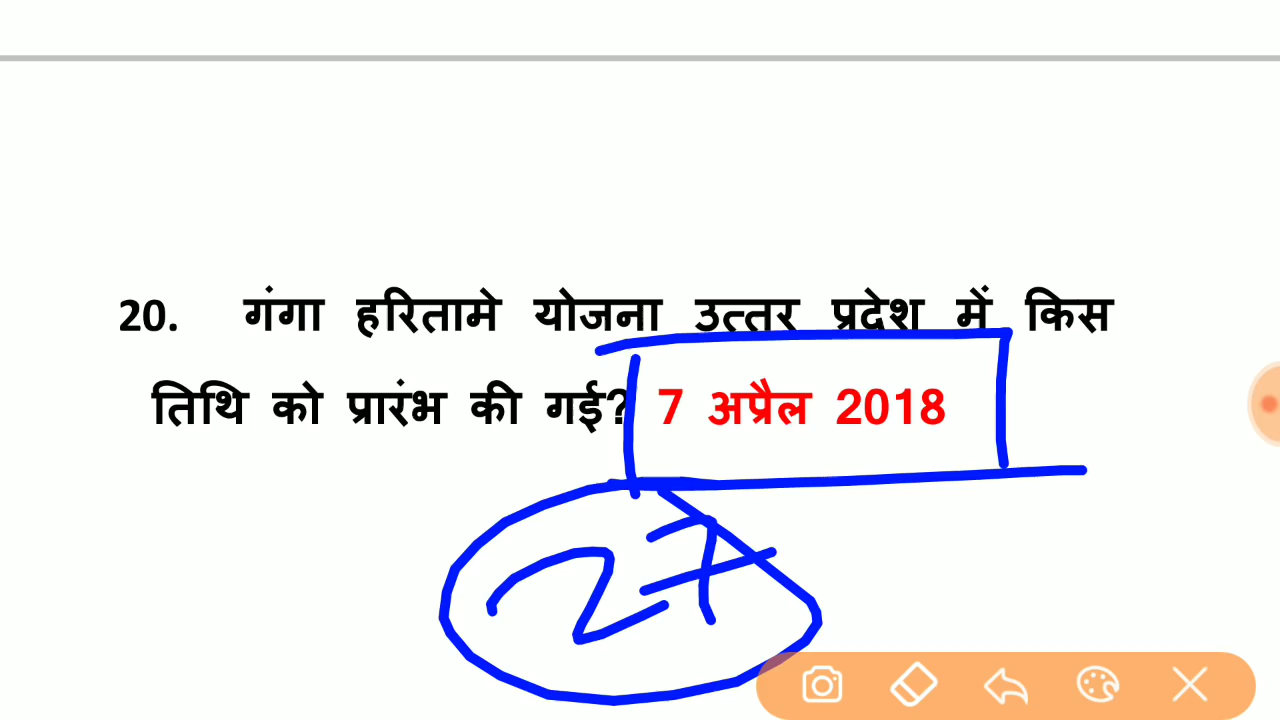 20. गंगा हरितामे योजना उत्तर प्रदेश में किस
तिथि को प्रारंभ की गई? 7 अप्रैल 2018
27